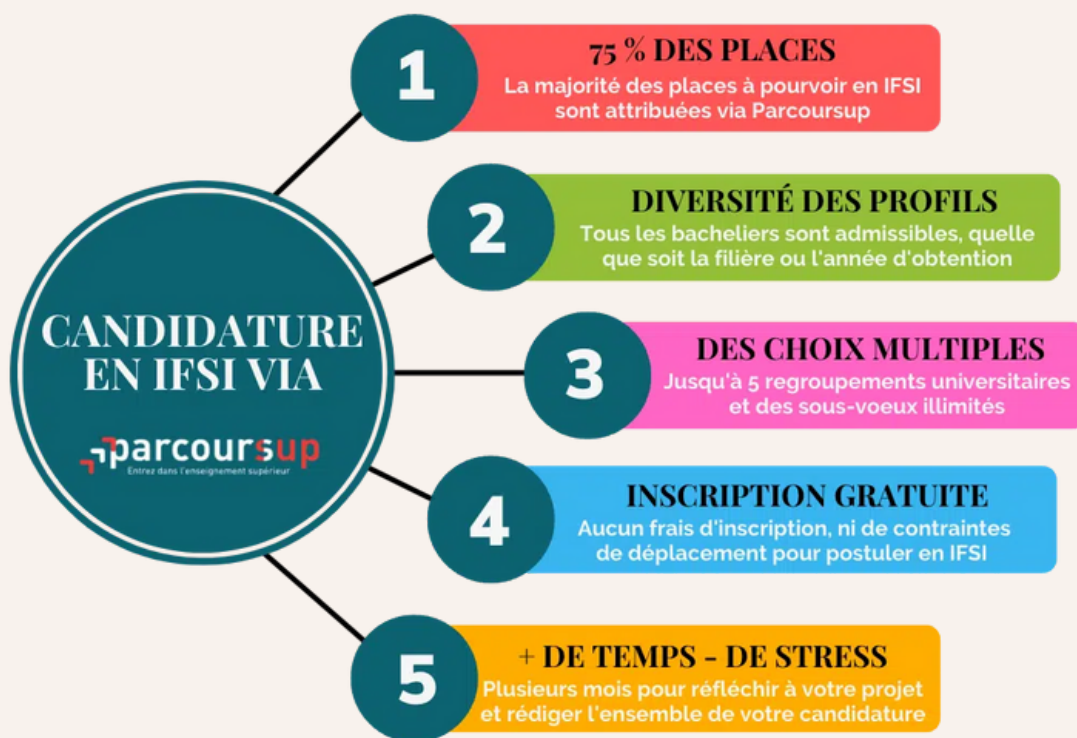 CANDIDATURE
EN IFSI VIA
parcoursup
Entrez dans l'enseignement supérieur
1
75 % DES PLACES
La majorité des places à pourvoir en IFSI
sont attribuées via Parcoursup
2
DIVERSITÉ DES PROFILS
Tous les bacheliers sont admissibles, quelle
que soit la filière ou l'année d'obtention
3
DES CHOIX MULTIPLES
Jusqu'à 5 regroupements universitaires
et des sous-voeux illimités
4
INSCRIPTION GRATUITE
Aucun frais d'inscription, ni de contraintes
de déplacement pour postuler en IFSI
5
+ DE TEMPS - DE STRESS
Plusieurs mois pour réfléchir à votre projet
et rédiger l'ensemble de votre candidature